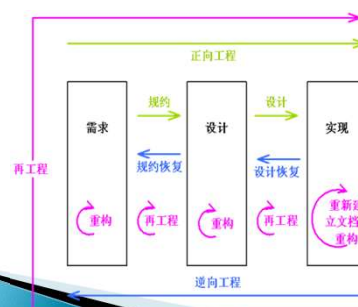 正向工程
规约
设计
需求
设计
实现
规约恢复
设计恢复
再工程
重构
再工程
重构
再工程
重新建
立文档
重构
逆向工程